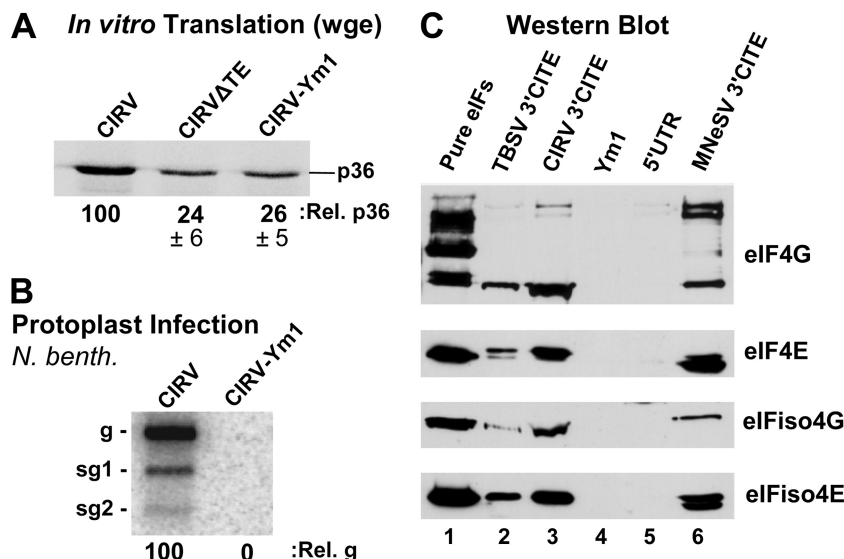 A In vitro Translation (wge)
CIRV CIRVΔTE CIRV-Ym1
p36
100 24 26 :Rel. p36
± 6 ± 5
B
Protoplast Infection
N. benth.
CIRV CIRV-Ym1
g -
sg1 -
sg2 -
100 0 :Rel. g
C Western Blot
Pure eIFs TBSV 3'CITE CIRV 3'CITE Ym1 5'UTR MNeSV 3'CITE
eIF4G
eIF4E
eIFiso4G
eIFiso4E
1 2 3 4 5 6